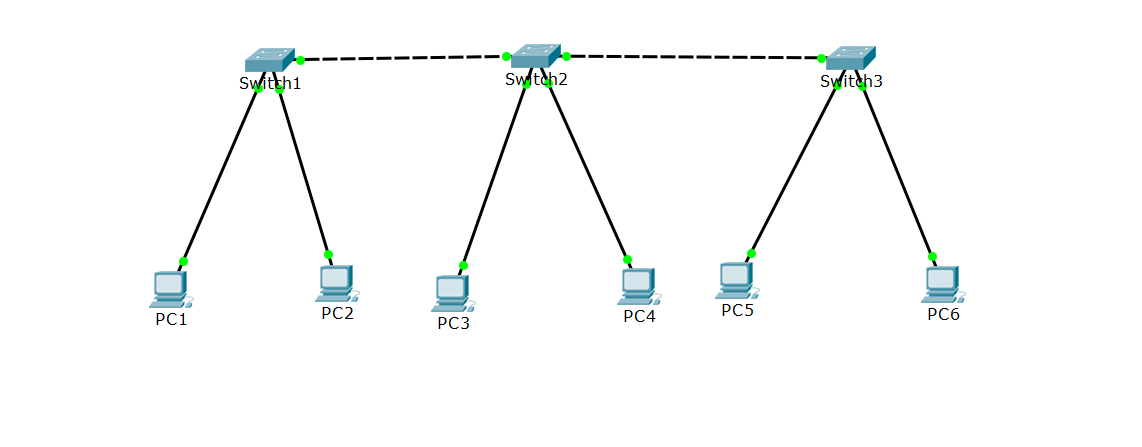 Switch1
Switch2
Switch3
PC1
PC2
PC3
PC4
PC5
PC6